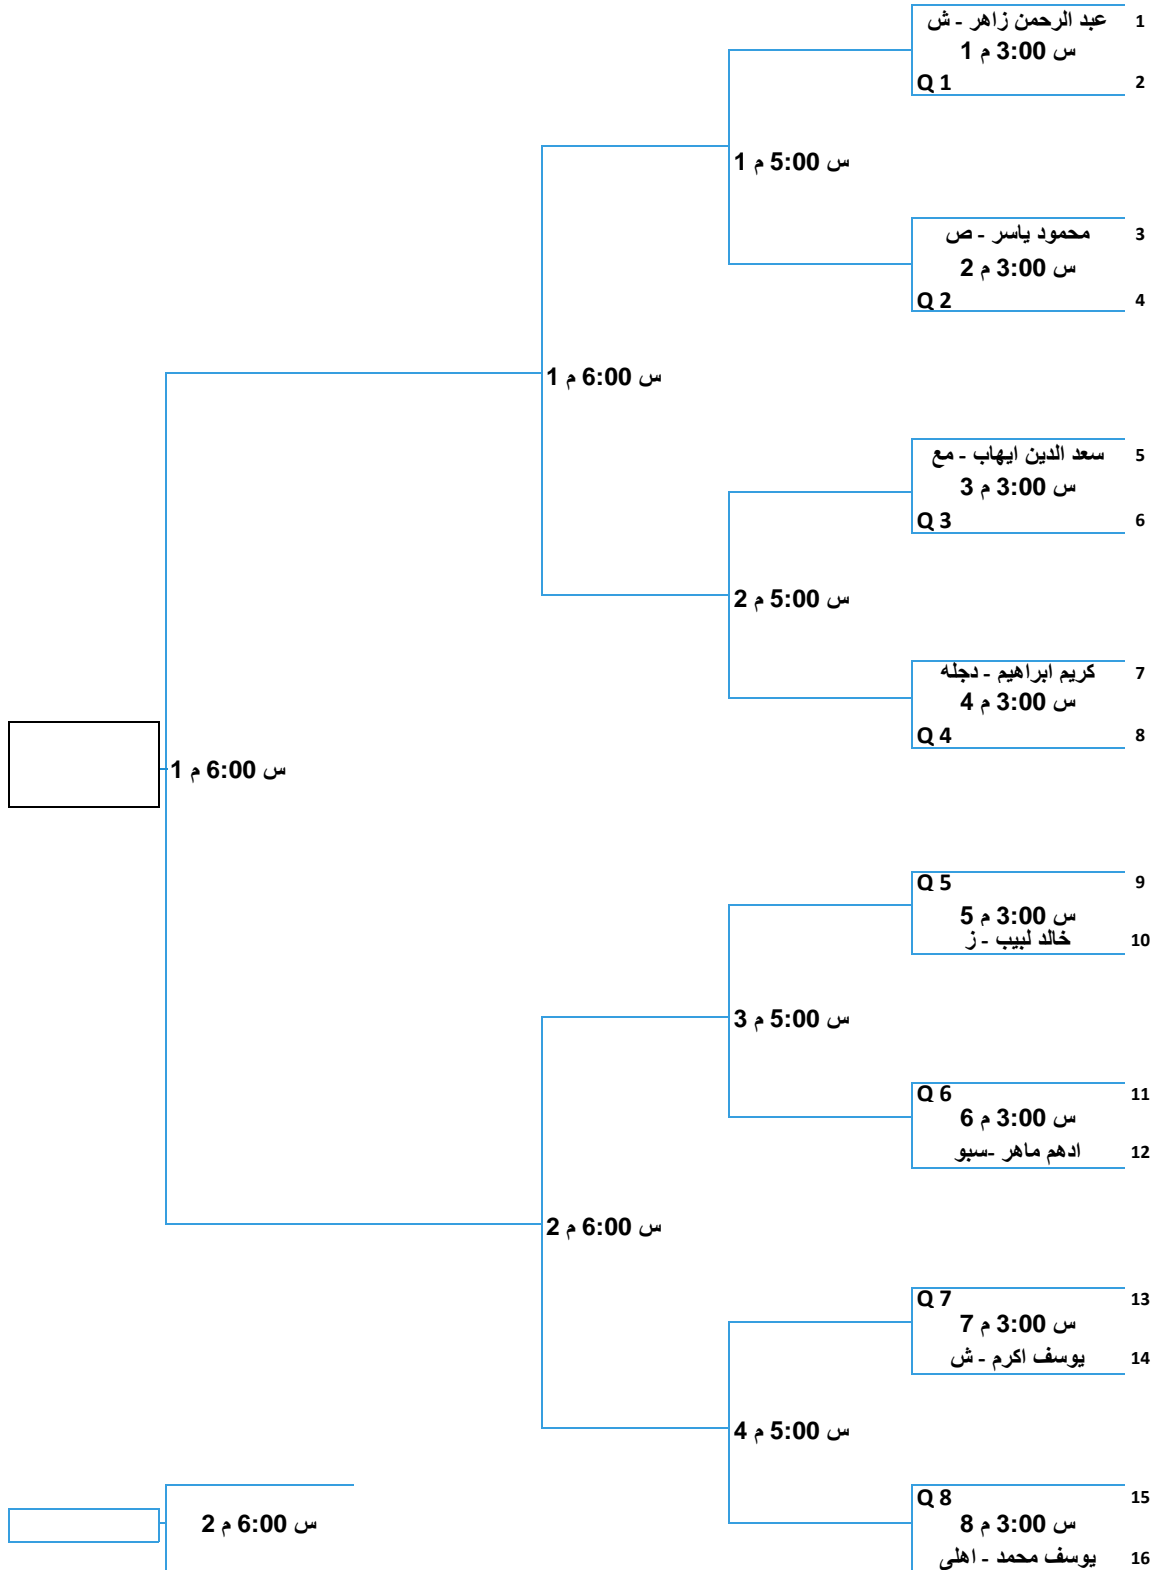 عبد الرحمن زاهر - ش 1
س 3:00 م 1
Q 1 2
س 5:00 م 1
محمود ياسر - ص 3
س 3:00 م 2
Q 2 4
س 6:00 م 1
سعد الدين ايهاب - مع 5
س 3:00 م 3
Q 3 6
س 5:00 م 2
كريم ابراهيم - دجله 7
س 3:00 م 4
Q 4 8
س 6:00 م 1
Q 5 9
س 3:00 م 5
خالد لبيب - ز 10
س 5:00 م 3
Q 6 11
س 3:00 م 6
ادهم ماهر -سبو 12
س 6:00 م 2
Q 7 13
س 3:00 م 7
يوسف اكرم - ش 14
س 5:00 م 4
Q 8 15
س 3:00 م 8
س 6:00 م 2
يوسف محمد - اهلى 16